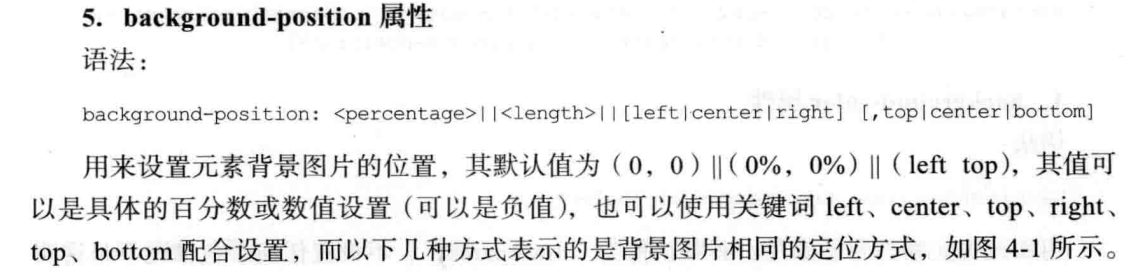 5. background-position 属性
语法：
background-position: <percentage>||<length>||[left|center|right] [,top|center|bottom]
用来设置元素背景图片的位置，其默认值为（0，0）||（0%，0%）||（left top），其值可
以是具体的百分数或数值设置（可以是负值），也可以使用关键词 left、center、top、right、
top、bottom 配合设置，而以下几种方式表示的是背景图片相同的定位方式，如图 4-1 所示。